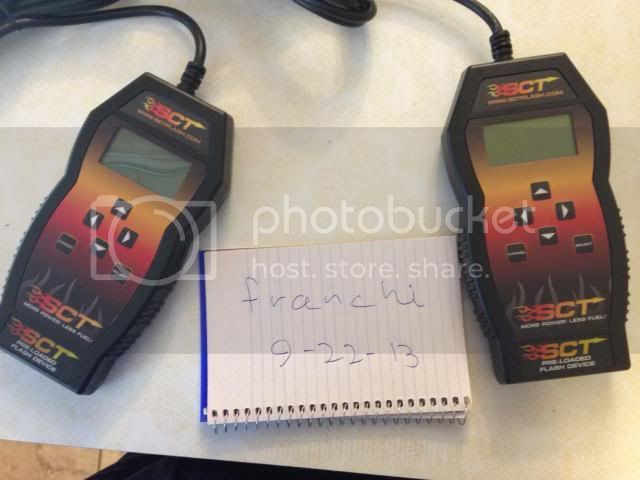 SCT
WWW.SCTFLASH.COM
SCT
MORE POWER! LESS FUEL!
SCT
PRE-LOADED
FLASH DEVICE
SCT
WWW.SCTFLASH.COM
SELECT
SCT
MORE POWER! LESS FUEL!
SCT
PRE-LOADED
FLASH DEVICE
franchi
9-22-13
photobucket
host. store. share.